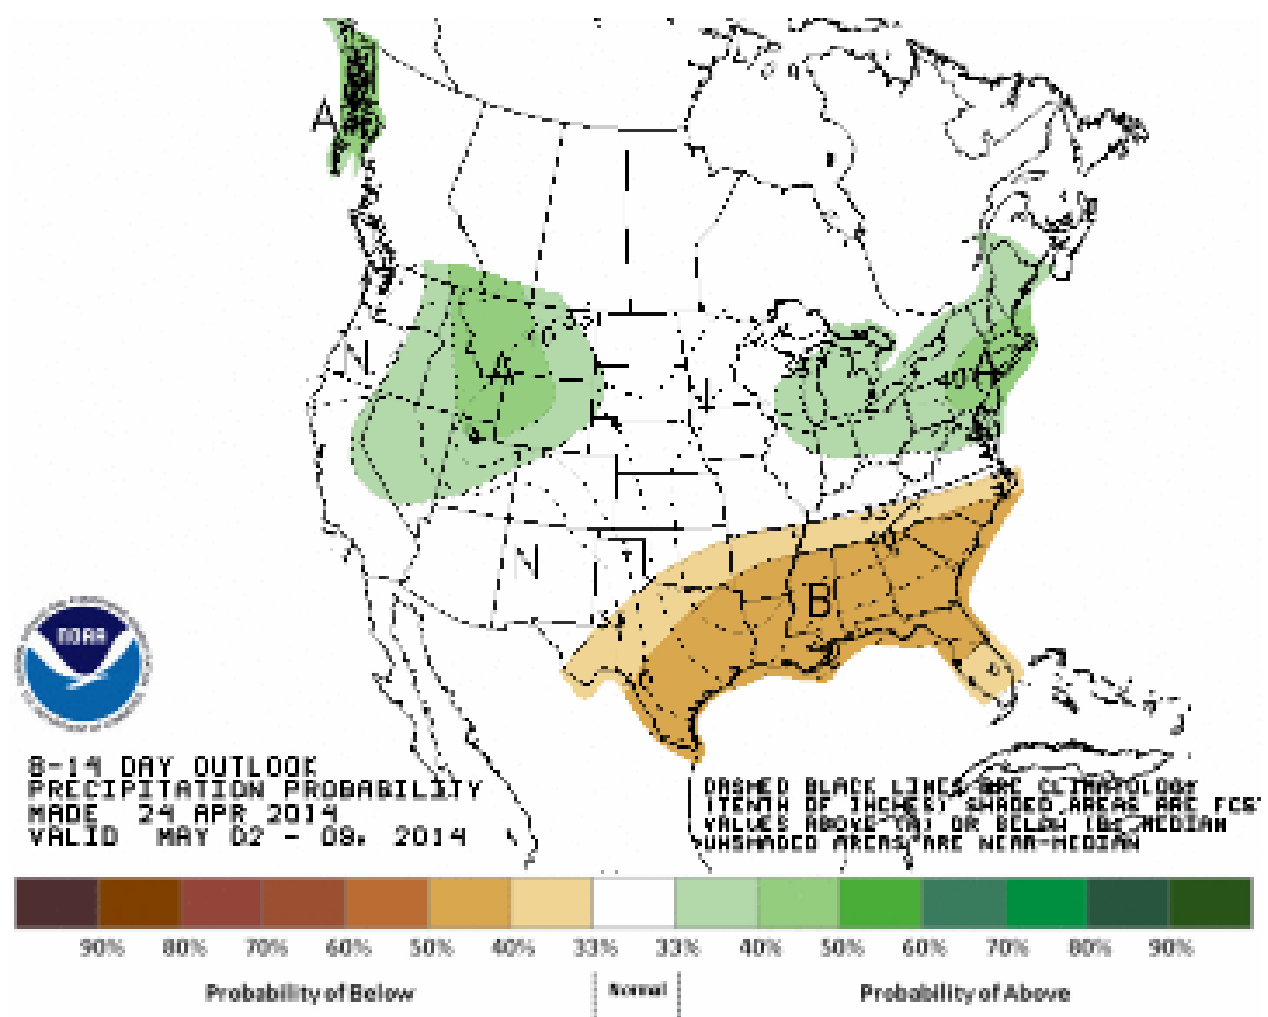 A
N
A
40
33
40
N
33
B
33
NOAA
8-14 DAY OUTLOOK
PRECIPITATION PROBABILITY
MADE 24 APR 2014
VALID MAY 02 - 08, 2014
DASHED BLACK LINES ARE CLIMATOLOGY
(TENTH OF INCHES) SHADED AREAS ARE FCST
VALUES ABOVE (A) OR BELOW (B) MEDIAN
UNSHADED AREAS ARE NEAR-MEDIAN
90% 80% 70% 60% 50% 40% 33% 33% 40% 50% 60% 70% 80% 90%
Probability of Below Normal Probability of Above